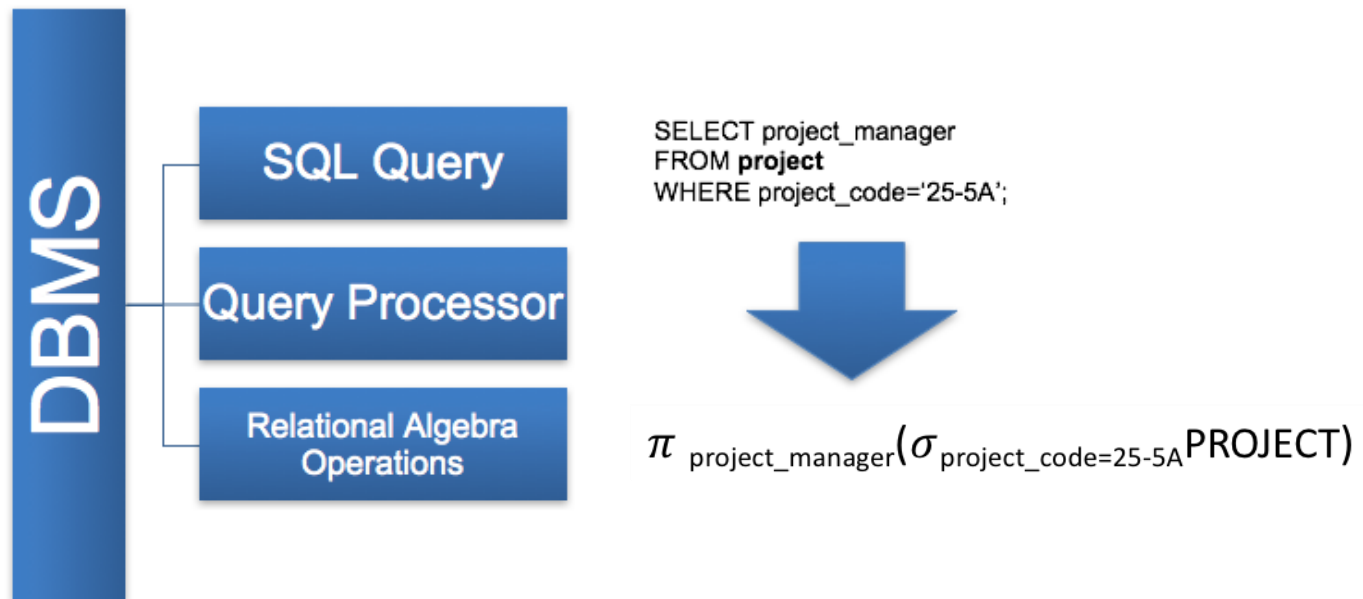 DBMS
SQL Query
Query Processor
Relational Algebra
Operations
SELECT project_manager
FROM project
WHERE project_code=‘25-5A’;
π project_manager(σ project_code=25-5APROJECT)